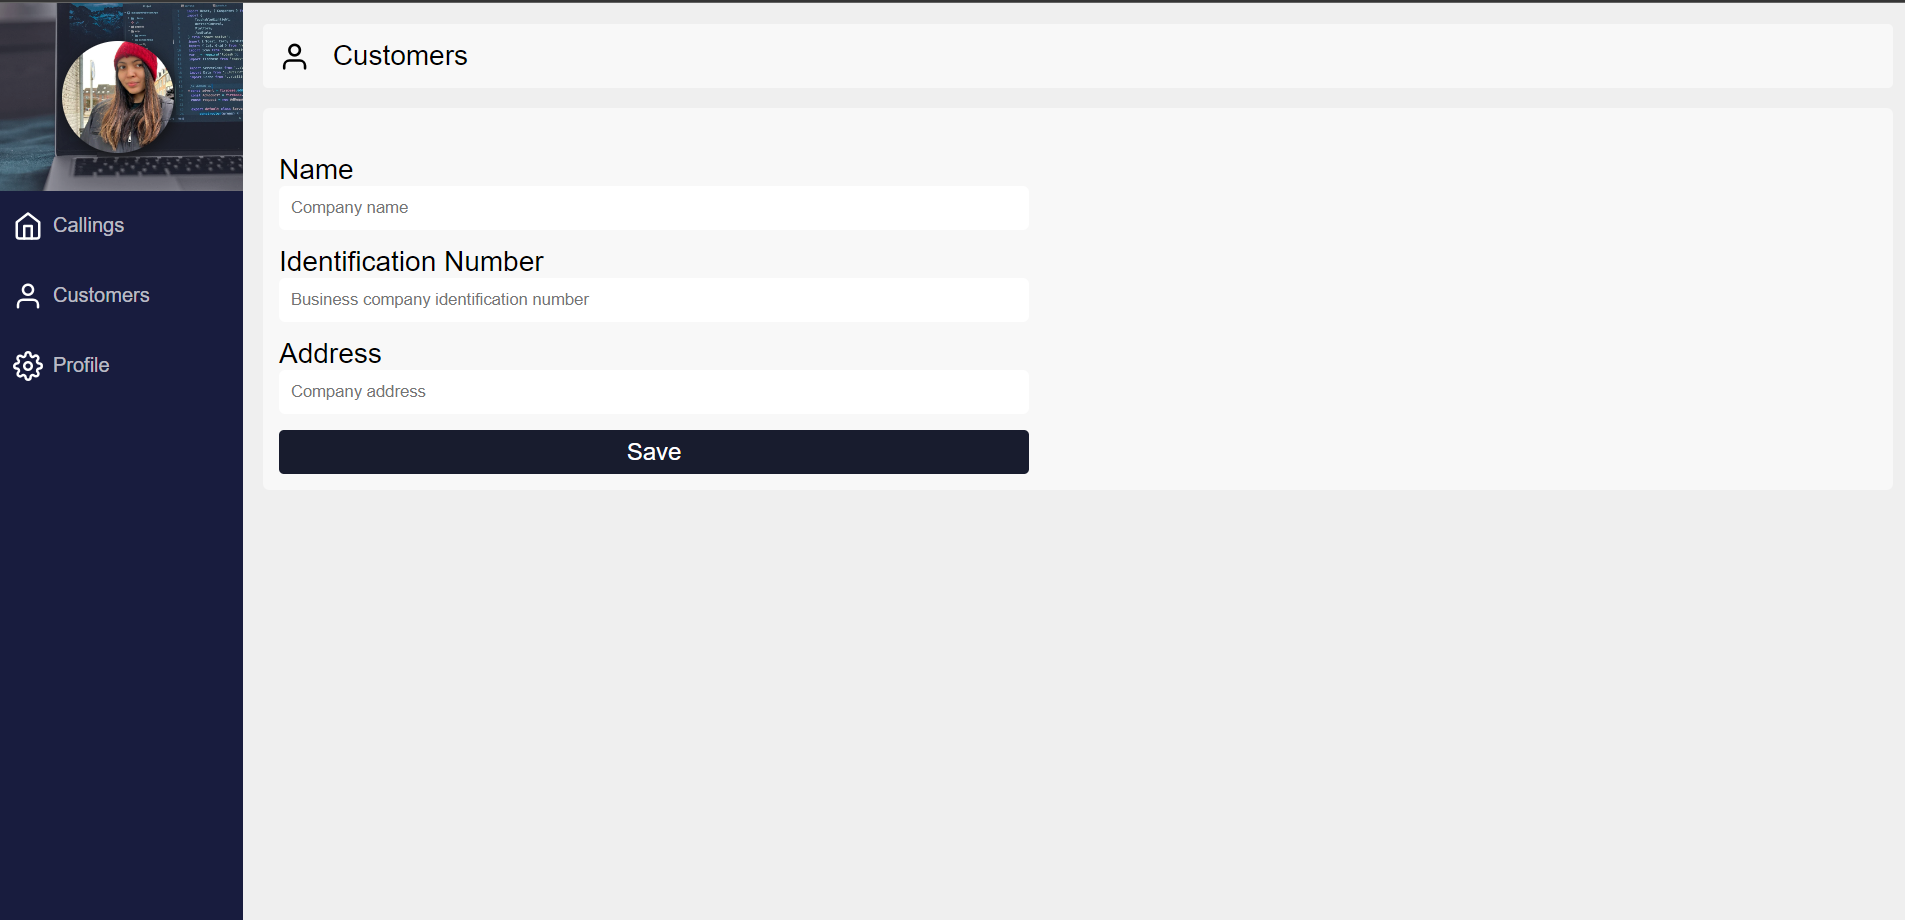 Callings
Customers
Profile
Customers
Name
Company name
Identification Number
Business company identification number
Address
Company address
Save